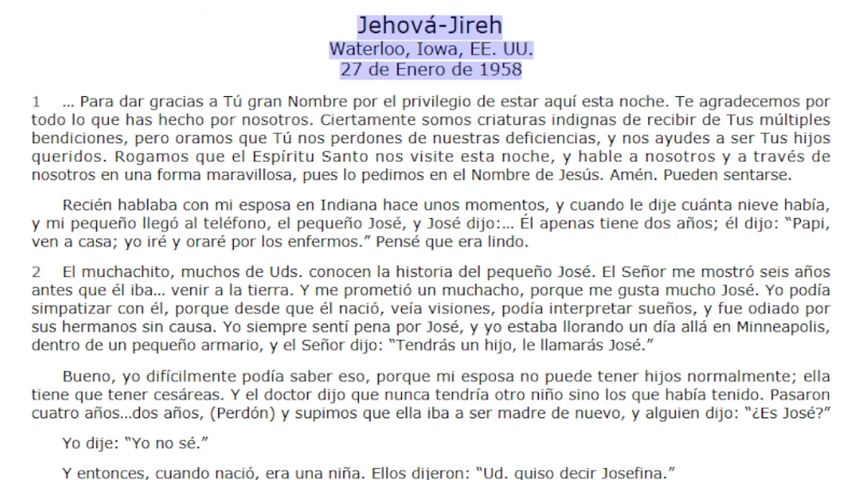 Jehová-Jireh
Waterloo, Iowa, EE. UU.
27 de Enero de 1958
1 ... Para dar gracias a Tú gran Nombre por el privilegio de estar aquí esta noche. Te agradecemos por
todo lo que has hecho por nosotros. Ciertamente somos criaturas indignas de recibir de Tus múltiples
bendiciones, pero oramos que Tú nos perdones de nuestras deficiencias, y nos ayudes a ser Tus hijos
queridos. Rogamos que el Espíritu Santo nos visite esta noche, y hable a nosotros y a través de
nosotros en una forma maravillosa, pues lo pedimos en el Nombre de Jesús. Amén. Pueden sentarse.
Recién hablaba con mi esposa en Indiana hace unos momentos, y cuando le dije cuánta nieve había,
y mi pequeño llegó al teléfono, el pequeño José, y José dijo:... Él apenas tiene dos años; él dijo: “Papi,
ven a casa; yo iré y oraré por los enfermos.” Pensé que era lindo.
2 El muchachito, muchos de Uds. conocen la historia del pequeño José. El Señor me mostró seis años
antes que él iba... venir a la tierra. Y me prometió un muchacho, porque me gusta mucho José. Yo podía
simpatizar con él, porque desde que él nació, veía visiones, podía interpretar sueños, y fue odiado por
sus hermanos sin causa. Yo siempre sentí pena por José, y yo estaba llorando un día allá en Minneapolis,
dentro de un pequeño armario, y el Señor dijo: “Tendrás un hijo, le llamarás José.”
Bueno, yo difícilmente podía saber eso, porque mi esposa no puede tener hijos normalmente; ella
tiene que tener cesáreas. Y el doctor dijo que nunca tendría otro niño sino los que había tenido. Pasaron
cuatro años...dos años, (Perdón) y supimos que ella iba a ser madre de nuevo, y alguien dijo: “¿Es José?”
Yo dije: “Yo no sé.”
Y entonces, cuando nació, era una niña. Ellos dijeron: “Ud. quiso decir Josefina.”